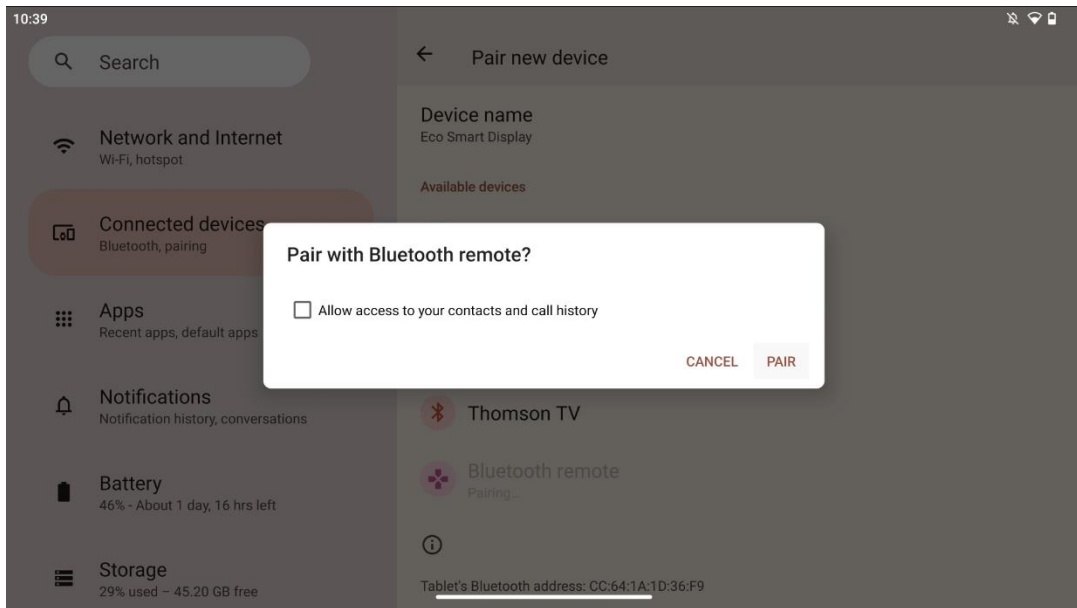 10:39
Search
Network and Internet
Wi-Fi, hotspot
Connected devices
Bluetooth, pairing
Apps
Recent apps, default apps
Notifications
Notification history, conversations
Battery
46% - About 1 day, 16 hrs left
Storage
29% used – 45.20 GB free
Pair new device
Device name
Eco Smart Display
Available devices
Pair with Bluetooth remote?
Allow access to your contacts and call history
CANCEL PAIR
Thomson TV
Bluetooth remote
Pairing...
Tablet's Bluetooth address: CC:64:1A:1D:36:F9